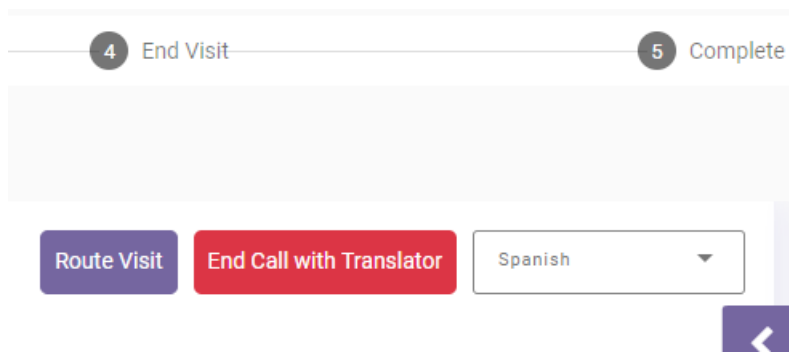 4 End Visit 5 Complete
Route Visit End Call with Translator Spanish